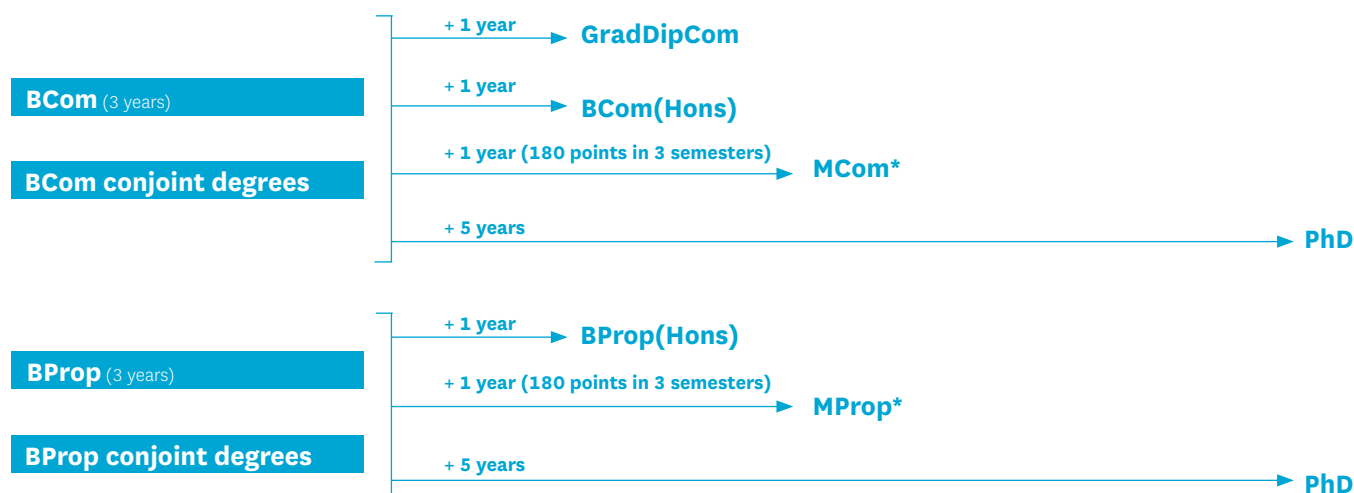 + 1 year
GradDipCom
BCom (3 years)
+ 1 year
BCom(Hons)
+ 1 year (180 points in 3 semesters)
MCom*
BCom conjoint degrees
+ 5 years
PhD
+ 1 year
BProp(Hons)
BProp (3 years)
+ 1 year (180 points in 3 semesters)
MProp*
BProp conjoint degrees
+ 5 years
PhD